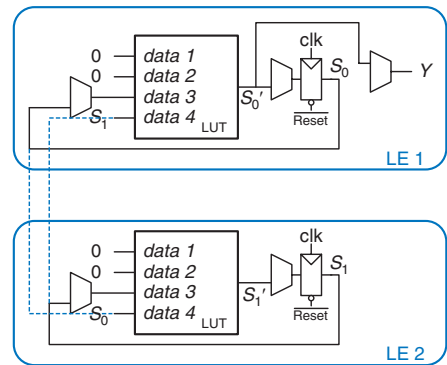 clk
0 data 1
0 data 2
data 3
S1 data 4
LUT
S0'
S0
Y
Reset
LE 1
clk
0 data 1
0 data 2
data 3
S0 data 4
LUT
S1'
S1
Reset
LE 2